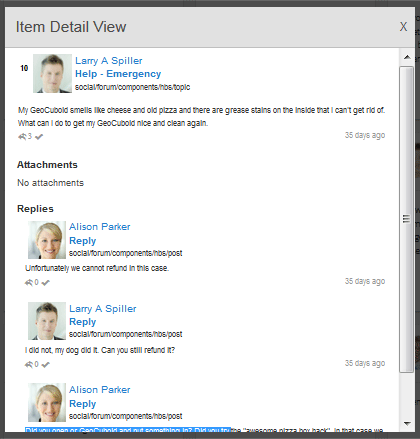 Item Detail View X
10 Larry A Spiller
Help - Emergency
social/forum/components/hbs/topic
My GeoCubold smells like cheese and old pizza and there are grease stains on the inside that I can't get rid of.
What can I do to get my GeoCubold nice and clean again.
3 35 days ago
Attachments
No attachments
Replies
Alison Parker
Reply
social/forum/components/hbs/post
Unfortunately we cannot refund in this case.
0 35 days ago
Larry A Spiller
Reply
social/forum/components/hbs/post
I did not, my dog did it. Can you still refund it?
0 35 days ago
Alison Parker
Reply
social/forum/components/hbs/post
Did you open or GeoCubold and put something in? Did you try the "awesome pizza box hack". In that case we